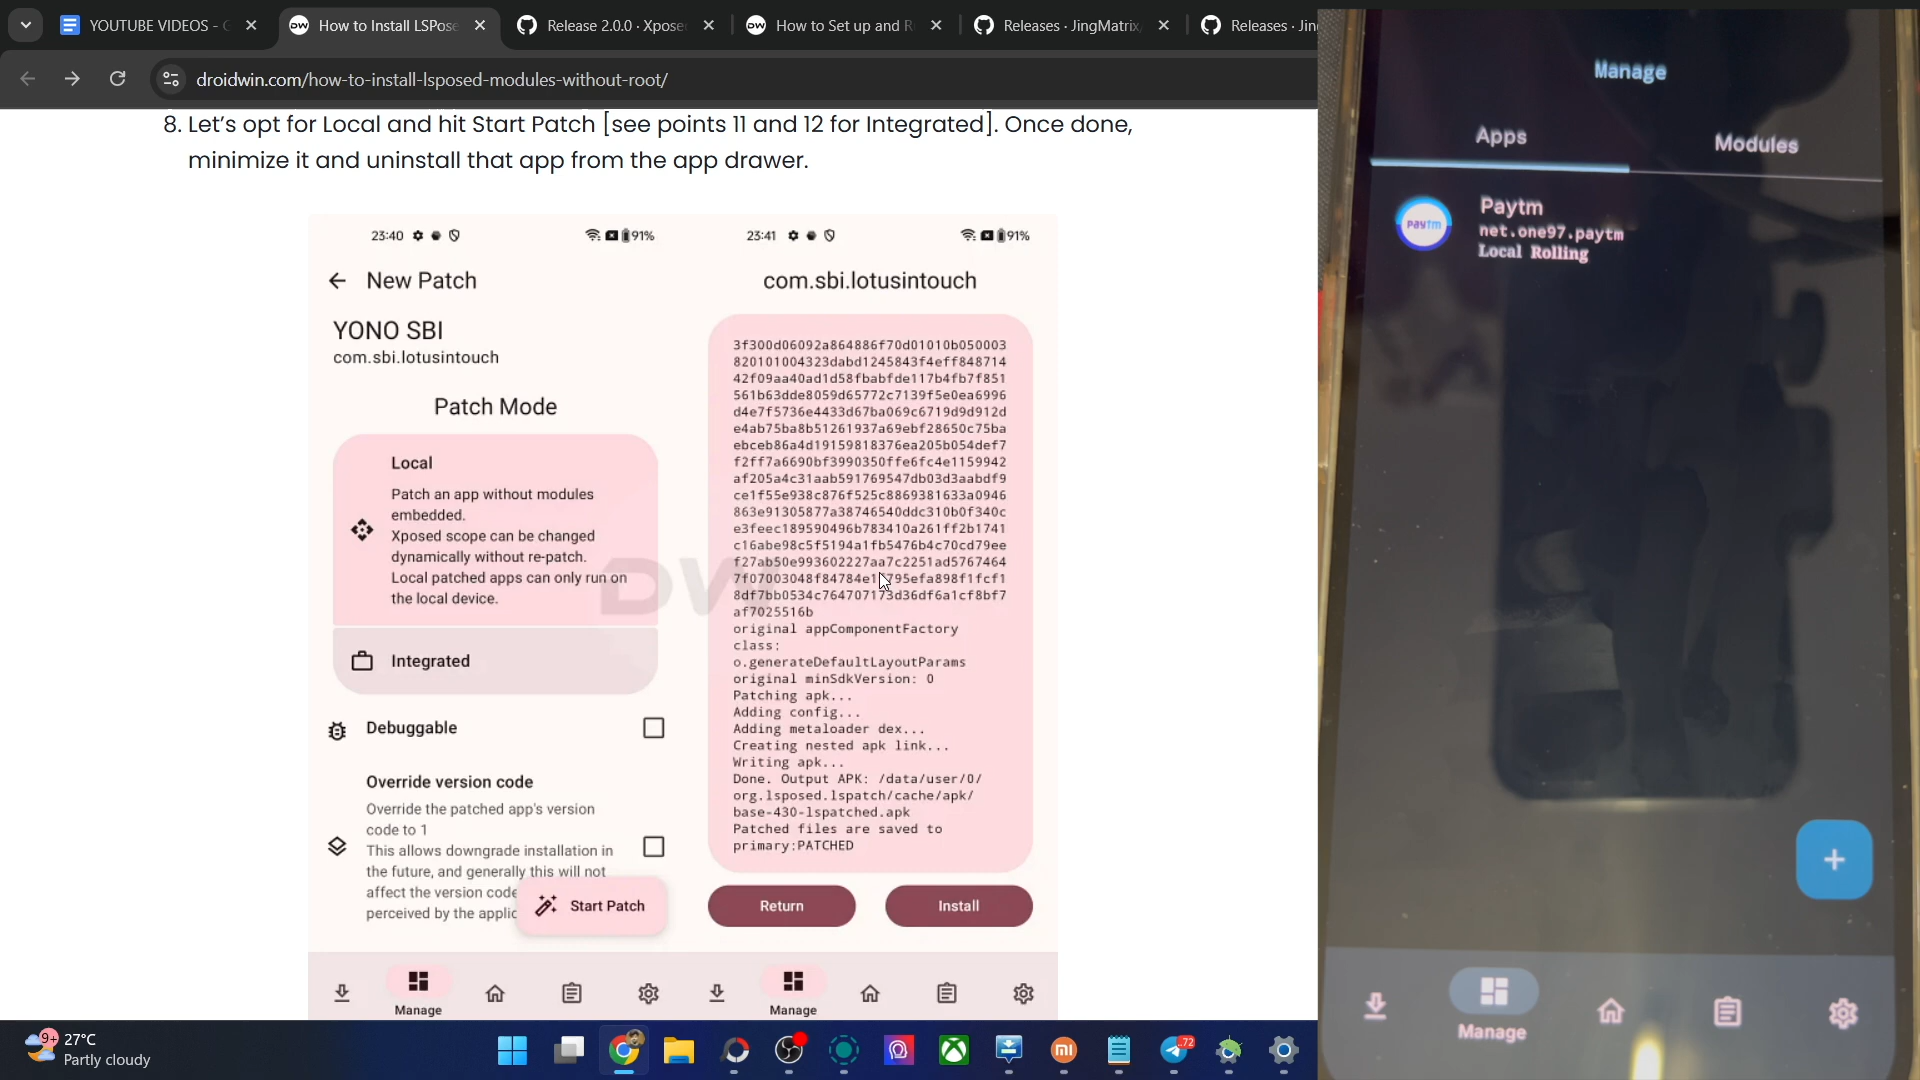 YOUTUBE VIDEOS -
How to Install LSPose
Release 2.0.0 · Xpose
How to Set up and R
Releases · JingMatrix
Releases · Jin
droidwin.com/how-to-install-lsposed-modules-without-root/
8. Let's opt for Local and hit Start Patch [see points 11 and 12 for Integrated]. Once done,
minimize it and uninstall that app from the app drawer.
23:40
91%
New Patch
YONO SBI
com.sbi.lotusintouch
Patch Mode
Local
Patch an app without modules
embedded.
Xposed scope can be changed
dynamically without re-patch.
Local patched apps can only run on
the local device.
Integrated
Debuggable
Override version code
Override the patched app's version
code to 1
This allows downgrade installation in
the future, and generally this will not
affect the version code
perceived by the applic
Start Patch
Manage
23:41
91%
com.sbi.lotusintouch
3f300d06092a864886f70d01010b050003
820101004323dabd1245843f4eff848714
42f09aa40ad1d58fbabfde117b4fb7f851
561b63dde8059d65772c7139f5e0ea6996
d4e7f5736e4433d67ba069c6719d9d912d
e4ab75ba8b51261937a69ebf28650c75ba
ebceb86a4d19159818376ea205b054def7
f2ff7a6690bf3990350ffe6fc4e1159942
af205a4c31aab591769547db03d3aabdf9
ce1f55e938c876f525c8869381633a0946
863e91305877a38746540ddc310b0f340c
e3feec189590496b783410a261ff2b1741
c16abe98c5f5194a1fb5476b4c70cd79ee
f27ab50e993602227aa7c2251ad5767464
8df7bb0534c764707173d36df6a1cf8bf7
af7025516b
original appComponentFactory
class:
o.generateDefaultLayoutParams
original minSdkVersion: 0
Patching apk...
Adding config...
Adding metaloader dex...
Creating nested apk link...
Writing apk...
Done. Output APK: /data/user/0/
org.lsposed.lspatch/cache/apk/
base-430-lspatched.apk
Patched files are saved to
primary:PATCHED
Return
Install
Manage
DW
Manage
Apps
Modules
Paytm
Paytm
net.one97.paytm
Local Rolling
+
Manage
9+
27°C
Partly cloudy
72